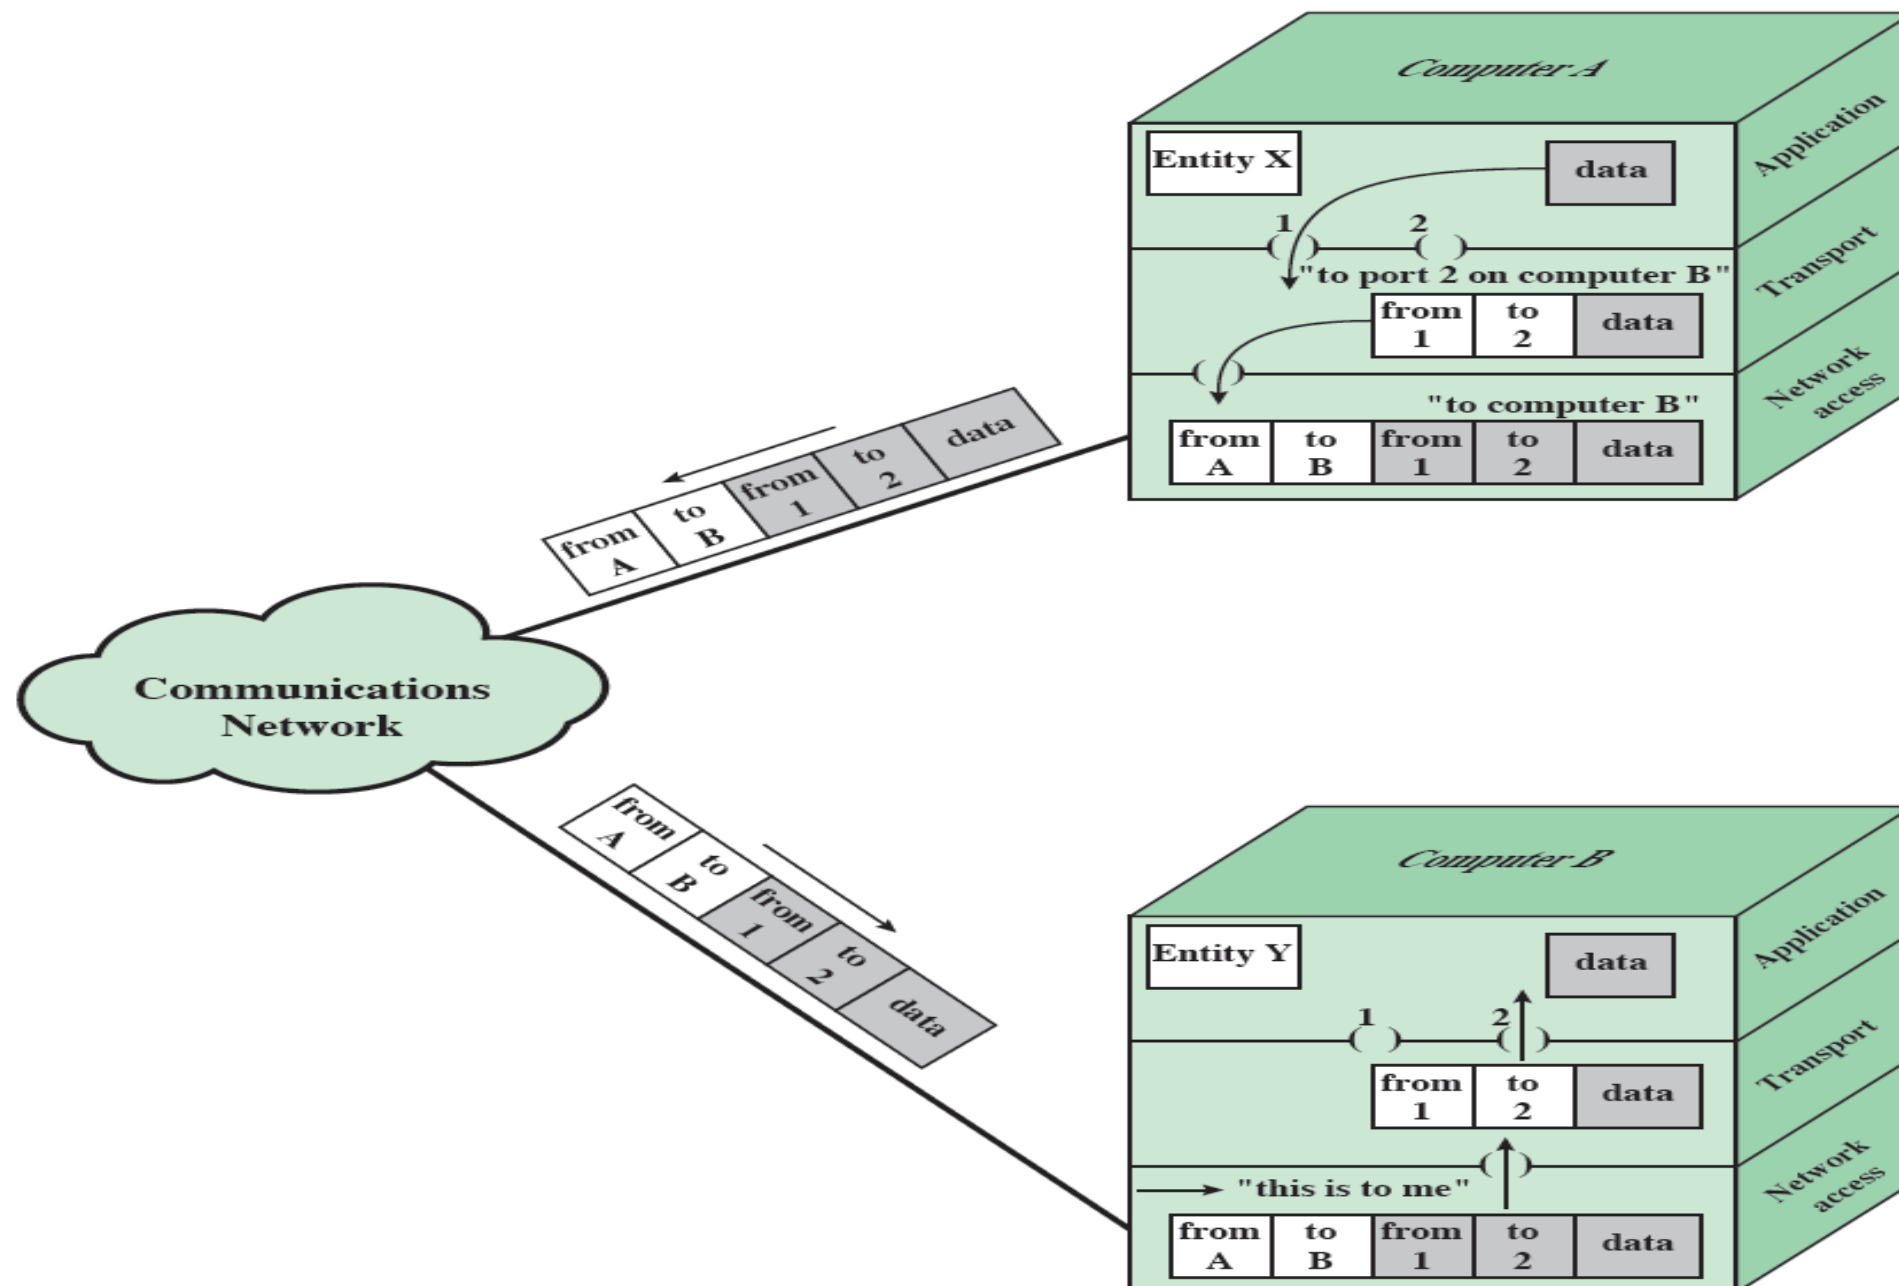 Computer A
Application
Entity X
data
1
2
Transport
"to port 2 on computer B"
from
1
to
2
data
Network
access
"to computer B"
from
A
to
B
from
1
to
2
data
from
A
to
B
from
1
to
2
data
Communications
Network
from
A
to
B
from
1
to
2
data
Computer B
Application
Entity Y
data
1
2
Transport
from
1
to
2
data
Network
access
"this is to me"
from
A
to
B
from
1
to
2
data